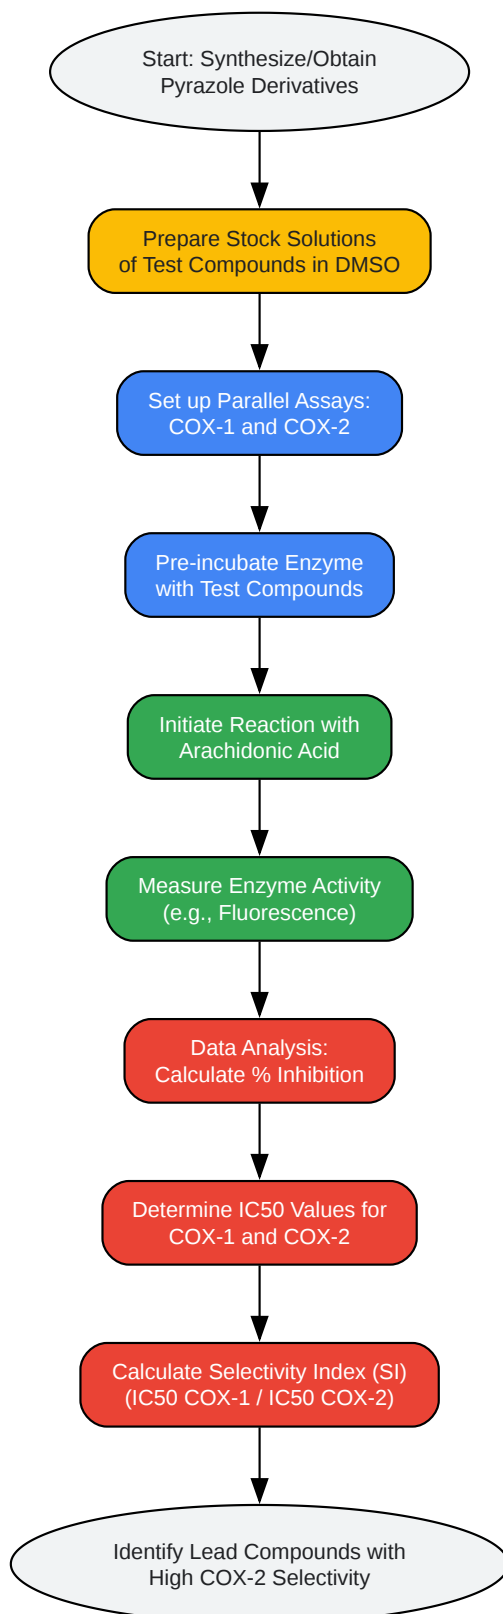 Start: Synthesize/Obtain
Pyrazole Derivatives
Prepare Stock Solutions
of Test Compounds in DMSO
Set up Parallel Assays:
COX-1 and COX-2
Pre-incubate Enzyme
with Test Compounds
Initiate Reaction with
Arachidonic Acid
Measure Enzyme Activity
(e.g., Fluorescence)
Data Analysis:
Calculate % Inhibition
Determine IC50 Values for
COX-1 and COX-2
Calculate Selectivity Index (SI)
(IC50 COX-1 / IC50 COX-2)
Identify Lead Compounds with
High COX-2 Selectivity